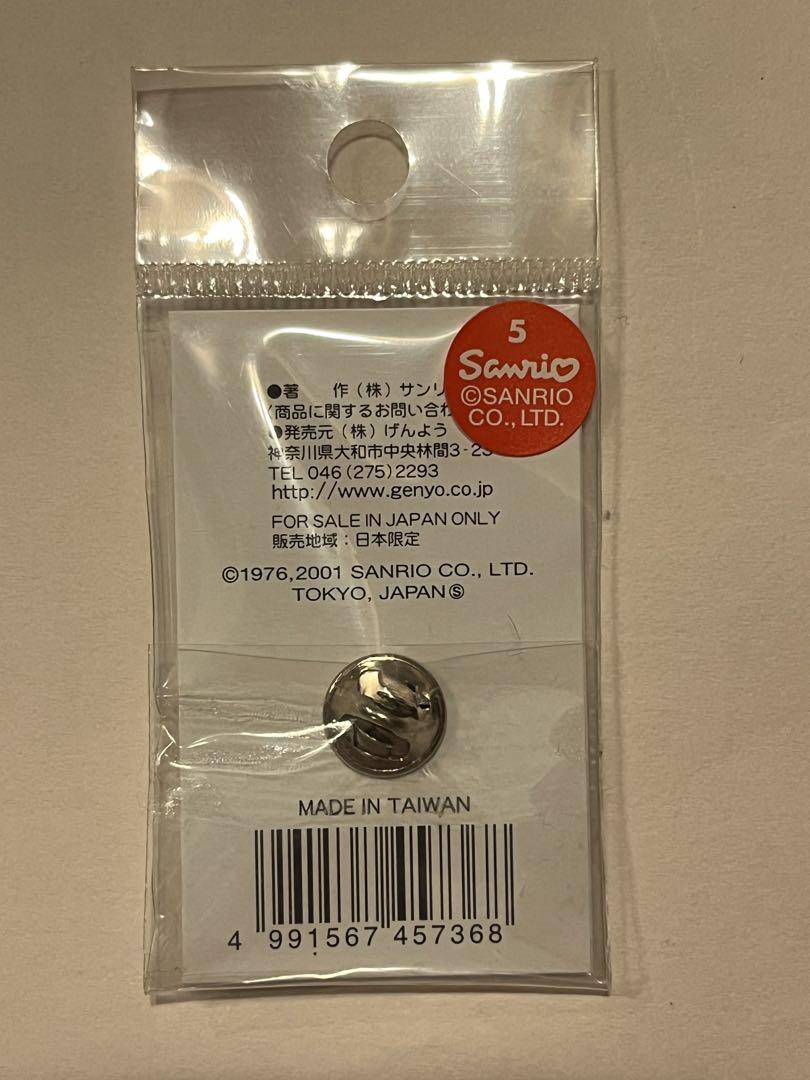 5
Sanrio
©SANRIO
CO., LTD.
●著 作(株)サンリ
(商品に関するお問い合わ
●発売元(株)げんよう
神奈川県大和市中央林間3-23
TEL 046(275)2293
http://www.genyo.co.jp
FOR SALE IN JAPAN ONLY
販売地域:日本限定
©1976,2001 SANRIO CO., LTD.
TOKYO, JAPANⓈ
MADE IN TAIWAN
4 991567 457368